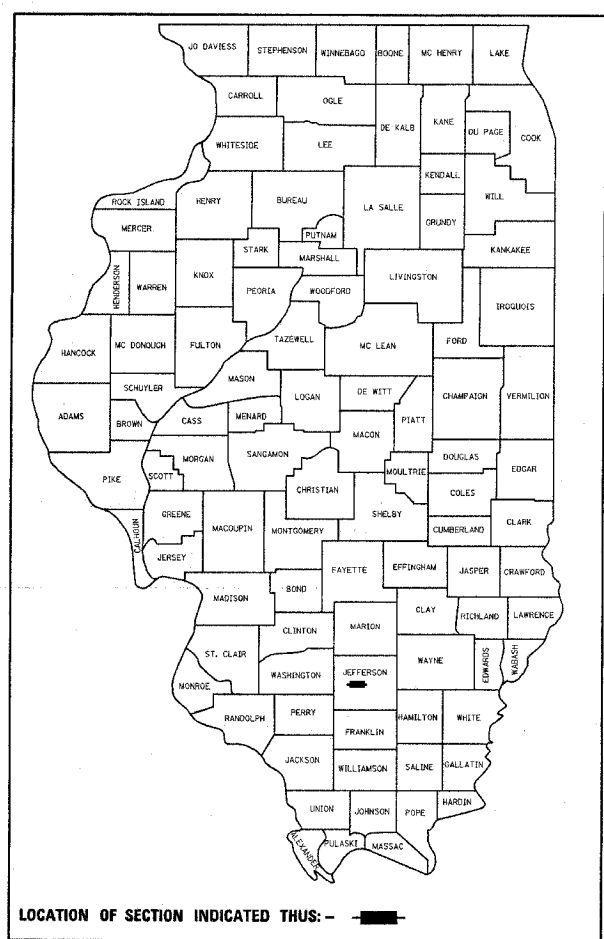 JO DAVIESS STEPHENSON WINNEBAGO BOONE MC HENRY LAKE
CARROLL OGLE DE KALB KANE DU PAGE COOK
WHITESIDE LEE
KENDALL WILL
ROCK ISLAND HENRY BUREAU LA SALLE GRUNDY
MERCER PUTNAM
STARK MARSHALL KANKAKEE
HENDERSON WARREN KNOX PEORIA WOODFORD LIVINGSTON IROQUOIS
HANCOCK MC DONOUGH FULTON TAZEWELL MC LEAN FORD
SCHUYLER MASON LOGAN DE WITT CHAMPAIGN VERMILION
ADAMS BROWN CASS MENARD PIATT
MACON
PIKE SCOTT MORGAN SANGAMON MOULTRIE DOUGLAS EDGAR
CHRISTIAN COLES
CALHOUN GREENE MACOUPIN MONTGOMERY SHELBY CUMBERLAND CLARK
JERSEY
FAYETTE EFFINGHAM JASPER CRAWFORD
MADISON BOND
CLAY RICHLAND LAWRENCE
CLINTON MARION
ST. CLAIR WAYNE EDWARDS WABASH
MONROE WASHINGTON JEFFERSON
RANDOLPH PERRY HAMILTON WHITE
FRANKLIN
JACKSON WILLIAMSON SALINE GALLATIN
UNION JOHNSON POPE HARDIN
ALEXANDER PULASKI MASSAC
LOCATION OF SECTION INDICATED THUS: -